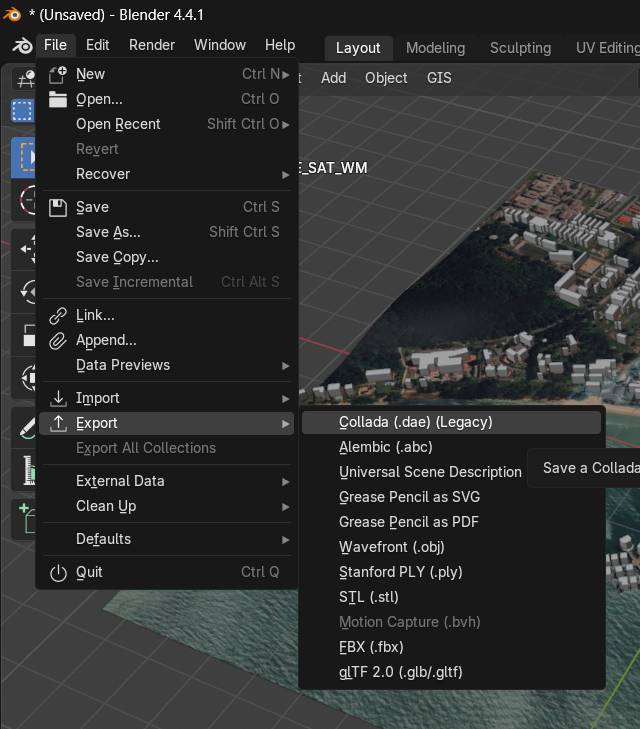 * (Unsaved) - Blender 4.4.1
File Edit Render Window Help Layout Modeling Sculpting UV Editing
Add Object GIS
New Ctrl N
Open... Ctrl O
Open Recent Shift Ctrl O
Revert
Recover
E_SAT_WM
Save Ctrl S
Save As... Shift Ctrl S
Save Copy...
Save Incremental Ctrl Alt S
Link...
Append...
Data Previews
Import
Export
Export All Collections
External Data
Clean Up
Defaults
Quit Ctrl Q
Collada (.dae) (Legacy)
Alembic (.abc)
Universal Scene Description
Save a Collada
Grease Pencil as SVG
Grease Pencil as PDF
Wavefront (.obj)
Stanford PLY (.ply)
STL (.stl)
Motion Capture (.bvh)
FBX (.fbx)
glTF 2.0 (.glb/.gltf)